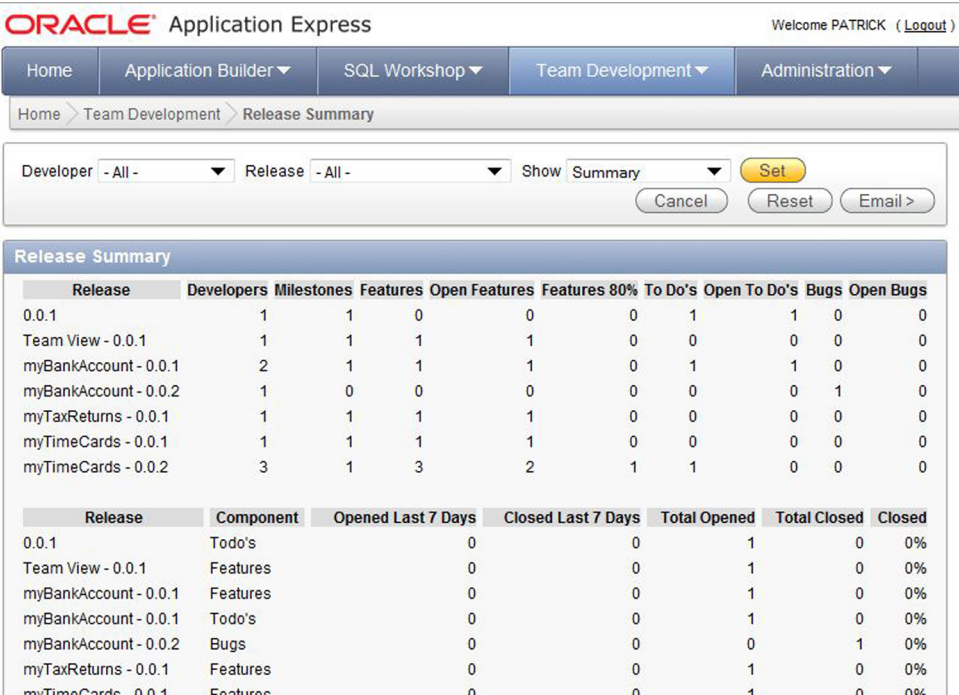 ORACLE® Application Express Welcome PATRICK ( Logout )
Home Application Builder SQL Workshop Team Development Administration
Home Team Development Release Summary
Developer - All - Release - All - Show Summary Set
Cancel Reset Email >
Release Summary
Release Developers Milestones Features Open Features Features 80% To Do's Open To Do's Bugs Open Bugs
0.0.1 1 1 0 0 0 1 1 0 0
Team View - 0.0.1 1 1 1 1 0 0 0 0 0
myBankAccount - 0.0.1 2 1 1 1 0 1 1 0 0
myBankAccount - 0.0.2 1 0 0 0 0 0 0 1 0
myTaxReturns - 0.0.1 1 1 1 1 0 0 0 0 0
myTimeCards - 0.0.1 1 1 1 1 0 0 0 0 0
myTimeCards - 0.0.2 3 1 3 2 1 1 0 0 0
Release Component Opened Last 7 Days Closed Last 7 Days Total Opened Total Closed Closed
0.0.1 Todo's 0 0 1 0 0%
Team View - 0.0.1 Features 0 0 1 0 0%
myBankAccount - 0.0.1 Features 0 0 1 0 0%
myBankAccount - 0.0.1 Todo's 0 0 1 0 0%
myBankAccount - 0.0.2 Bugs 0 0 0 1 0%
myTaxReturns - 0.0.1 Features 0 0 1 0 0%
myTimeCards - 0.0.1 Features 0 0 1 0 0%